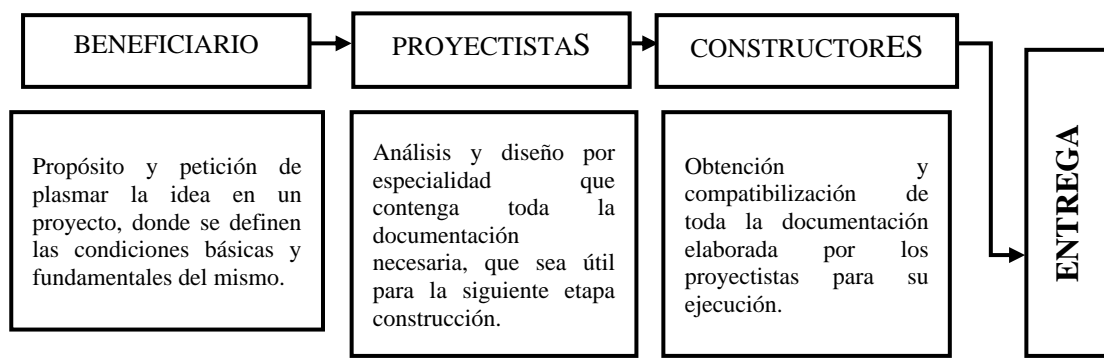 BENEFICIARIO
PROYECTISTAS
CONSTRUCTORES
Propósito y petición de
plasmar la idea en un
proyecto, donde se definen
las condiciones básicas y
fundamentales del mismo.
Análisis y diseño por
especialidad que
contenga toda la
documentación
necesaria, que sea útil
para la siguiente etapa
construcción.
Obtención y
compatibilización de
toda la documentación
elaborada por los
proyectistas para su
ejecución.
ENTREGA